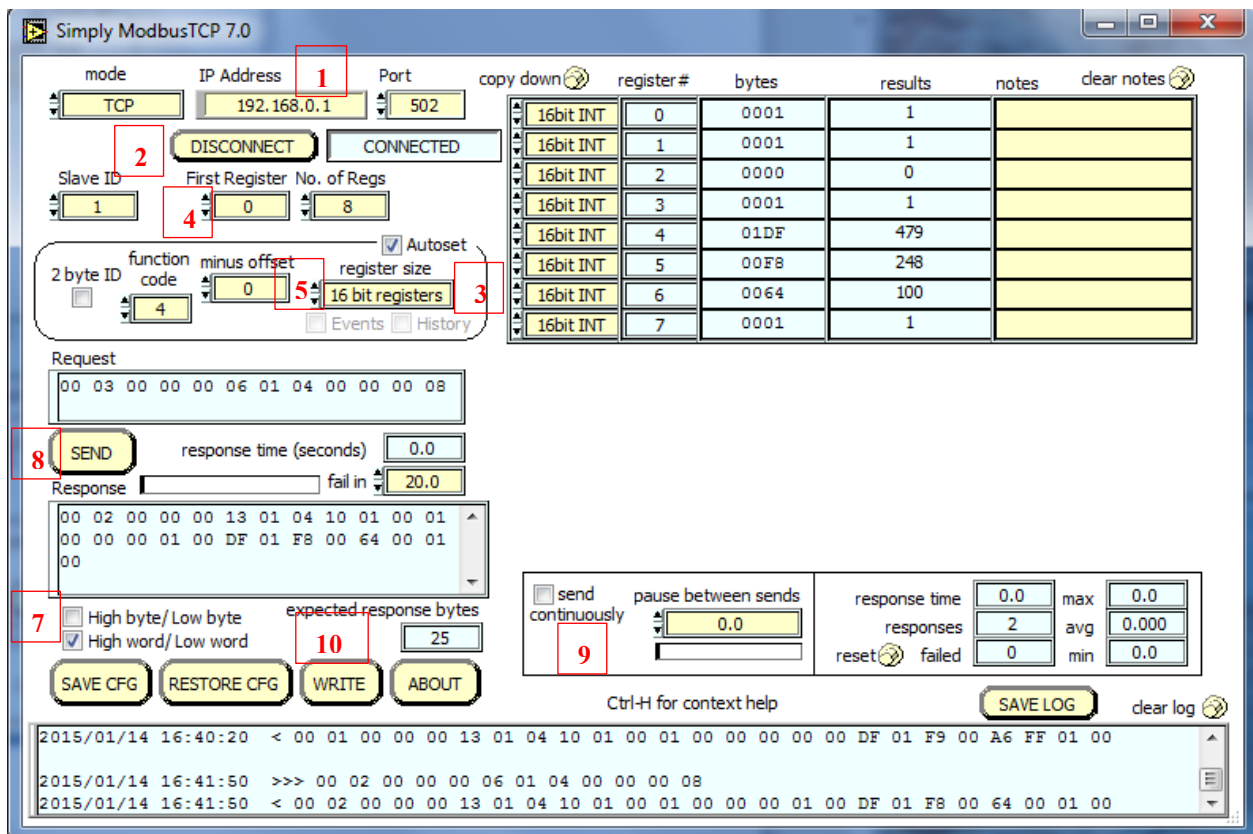 Simply ModbusTCP 7.0
mode IP Address 1 Port
TCP 192.168.0.1 502
2 DISCONNECT CONNECTED
Slave ID First Register No. of Regs
1 4 0 8
Autoset
2 byte ID function code minus offset register size
4 0 5 16 bit registers 3
Events History
copy down register# bytes results notes clear notes
16bit INT 0 0001 1
16bit INT 1 0001 1
16bit INT 2 0000 0
16bit INT 3 0001 1
16bit INT 4 01DF 479
16bit INT 5 00F8 248
16bit INT 6 0064 100
16bit INT 7 0001 1
Request
00 03 00 00 00 06 01 04 00 00 00 08
8 SEND response time (seconds) 0.0
Response fail in 20.0
00 02 00 00 00 13 01 04 10 01 00 01
00 00 00 01 00 DF 01 F8 00 64 00 01
00
7 High byte/ Low byte expected response bytes
High word/ Low word 10 25
SAVE CFG RESTORE CFG WRITE ABOUT
send continuously pause between sends
9 0.0
response time 0.0 max 0.0
responses 2 avg 0.000
reset failed 0 min 0.0
Ctrl-H for context help SAVE LOG clear log
2015/01/14 16:40:20 < 00 01 00 00 00 13 01 04 10 01 00 01 00 00 00 00 00 DF 01 F9 00 A6 FF 01 00
2015/01/14 16:41:50 >>> 00 02 00 00 00 06 01 04 00 00 00 08
2015/01/14 16:41:50 < 00 02 00 00 00 13 01 04 10 01 00 01 00 00 00 01 00 DF 01 F8 00 64 00 01 00